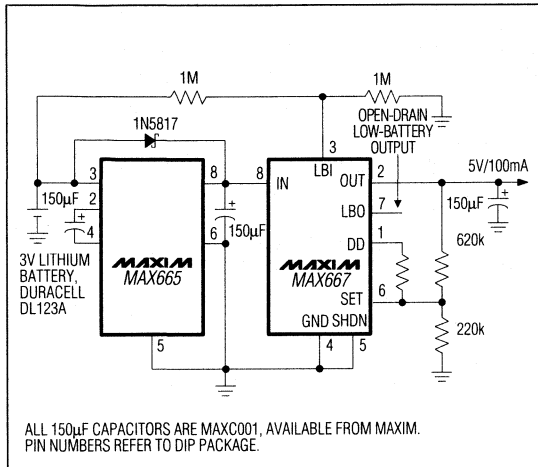 1M
1M
1N5817
OPEN-DRAIN
LOW-BATTERY
OUTPUT
3
LBI
5V/100mA
3
8
8
IN
OUT
2
150µF
2
+
4
+
150µF
6
LBO
7
+
150µF
DD
1
620k
3V LITHIUM
BATTERY,
DURACELL
DL123A
MAXIM
MAX665
MAXIM
MAX667
SET
6
GND SHDN
220k
5
4
5
ALL 150µF CAPACITORS ARE MAXC001, AVAILABLE FROM MAXIM.
PIN NUMBERS REFER TO DIP PACKAGE.